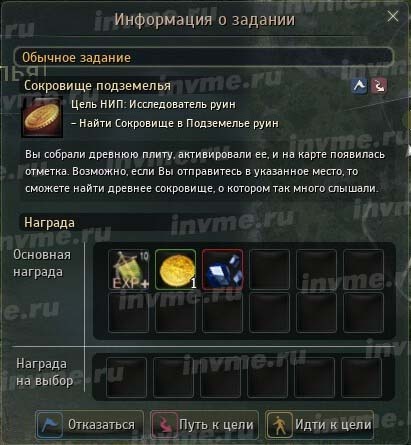 Информация о задании
Обычное задание
Сокровище подземелья
Цель НИП: Исследователь руин
– Найти Сокровище в Подземелье руин
Вы собрали древнюю плиту, активировали ее, и на карте появилась
отметка. Возможно, если Вы отправитесь в указанное место, то
сможете найти древнее сокровище, о котором так много слышали.
Награда
Основная
награда
10
EXP+
1
Награда
на выбор
Отказаться
Путь к цели
Идти к цели
invme.ru